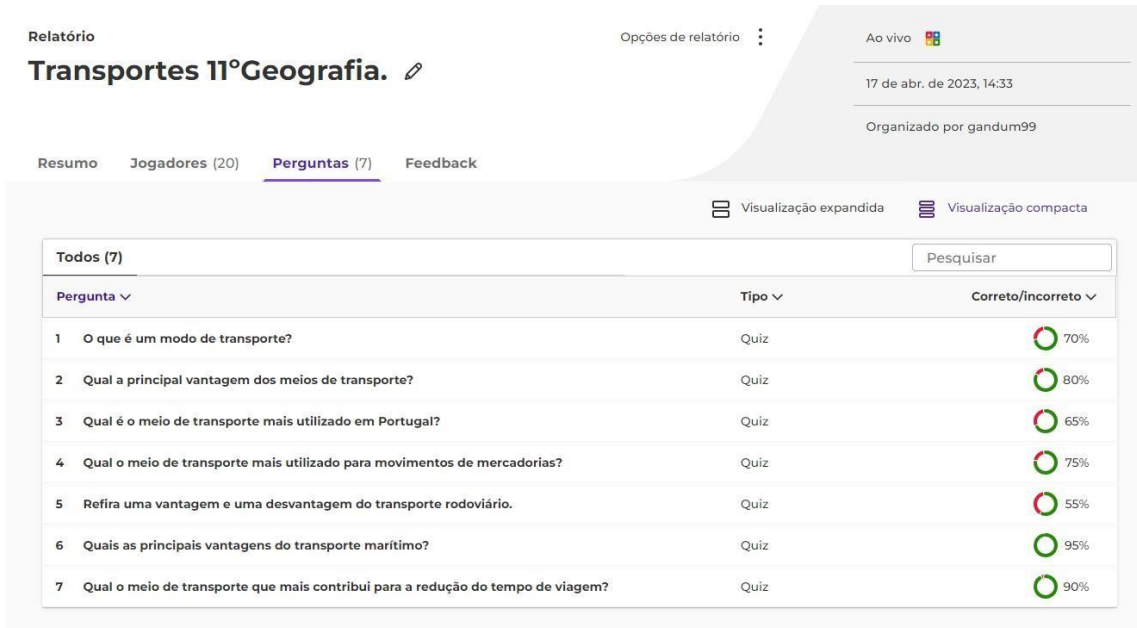 Relatório
Opções de relatório
Ao vivo
Transportes 11ºGeografia.
17 de abr. de 2023, 14:33
Organizado por gandum99
Resumo Jogadores (20) Perguntas (7) Feedback
Visualização expandida Visualização compacta
Todos (7) Pesquisar
Pergunta Tipo Correto/incorreto
1 O que é um modo de transporte? Quiz 70%
2 Qual a principal vantagem dos meios de transporte? Quiz 80%
3 Qual é o meio de transporte mais utilizado em Portugal? Quiz 65%
4 Qual o meio de transporte mais utilizado para movimentos de mercadorias? Quiz 75%
5 Refira uma vantagem e uma desvantagem do transporte rodoviário. Quiz 55%
6 Quais as principais vantagens do transporte marítimo? Quiz 95%
7 Qual o meio de transporte que mais contribui para a redução do tempo de viagem? Quiz 90%